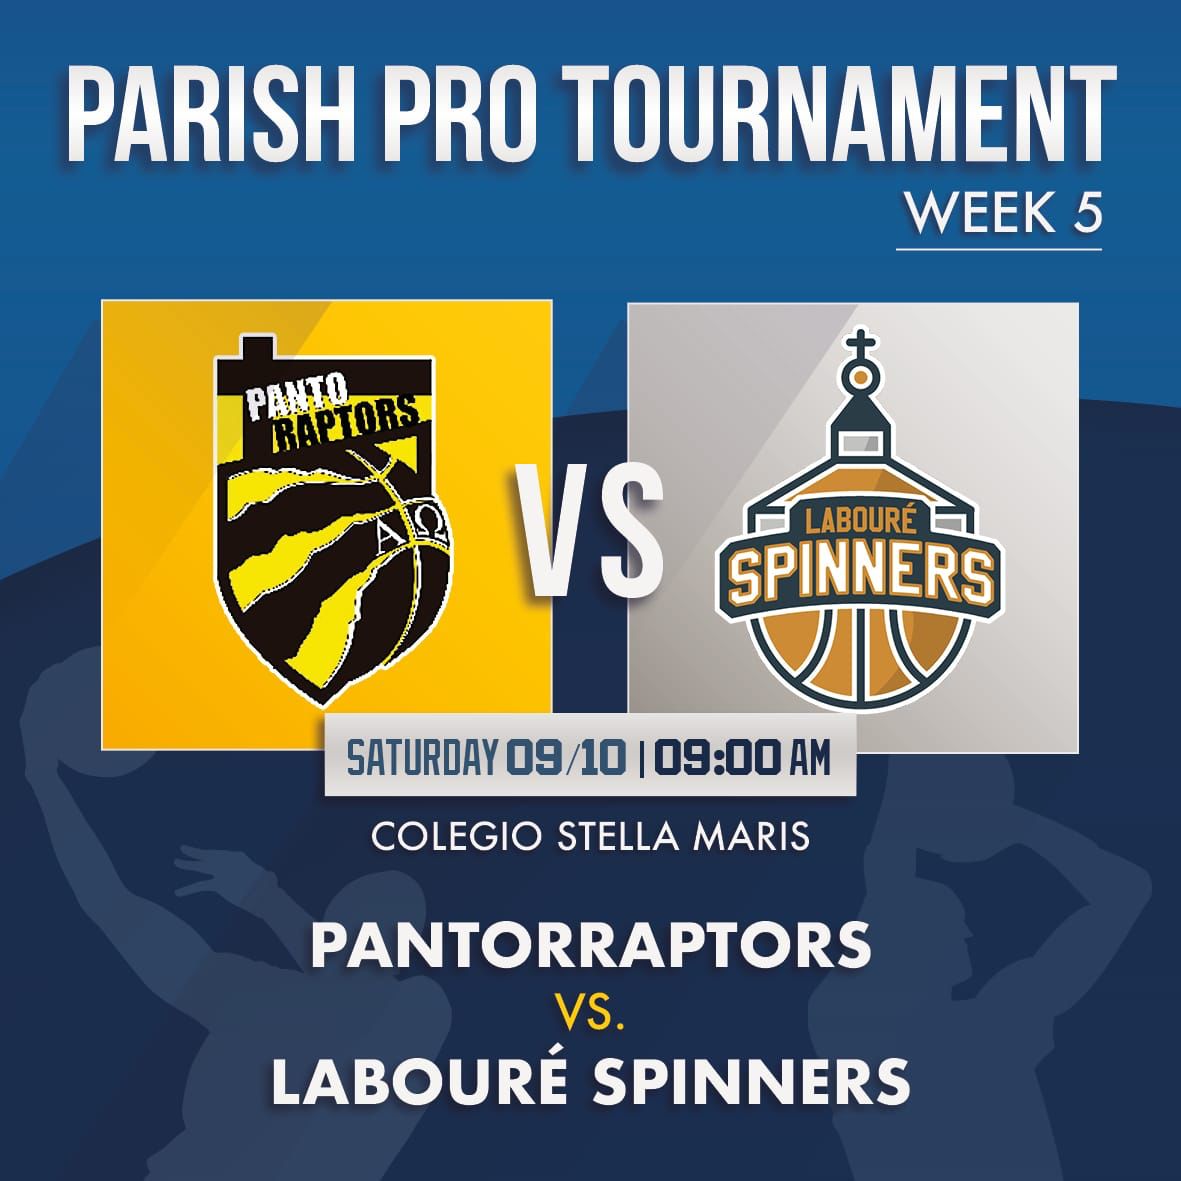 PARISH PRO TOURNAMENT
WEEK 5
PANTO
RAPTORS
ΑΩ
VS
LABOURÉ
SPINNERS
SATURDAY 09/10 | 09:00 AM
COLEGIO STELLA MARIS
PANTORRAPTORS
VS.
LABOURÉ SPINNERS